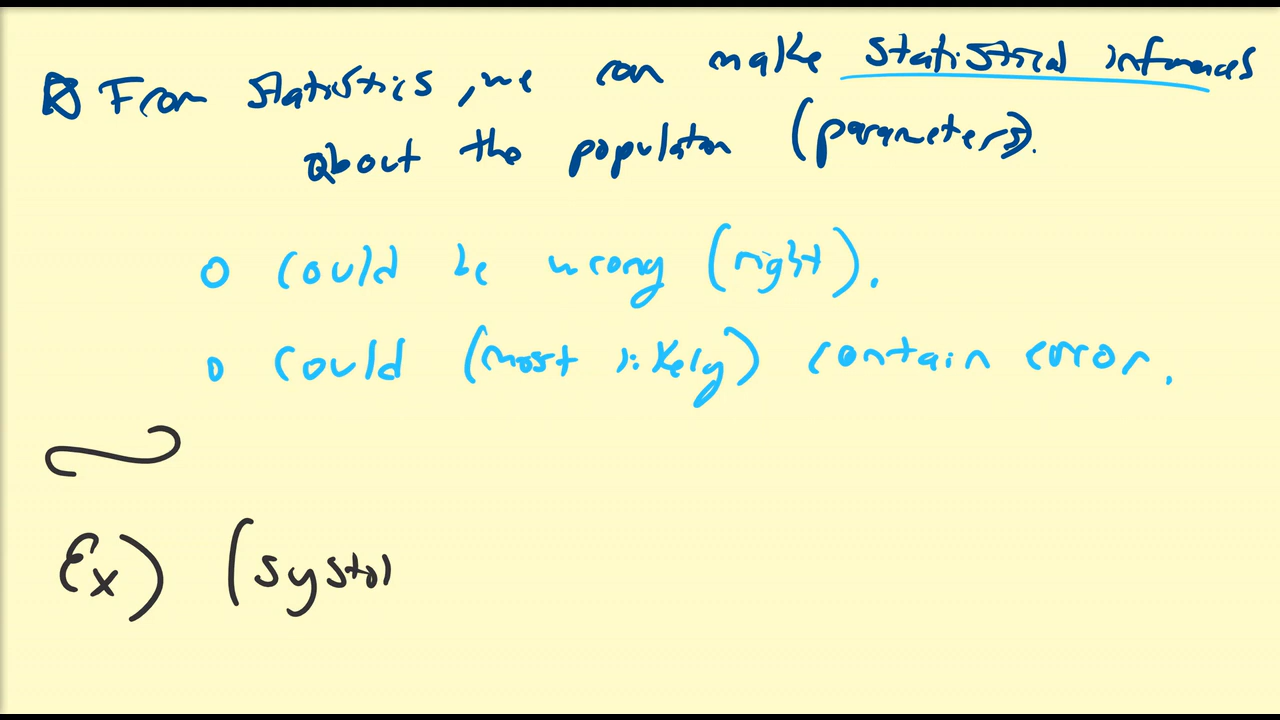 From statistics, we can make statistical inferences
about the population (parameters).
o could be wrong (right).
o could (most likely) contain error.
Ex) (systol